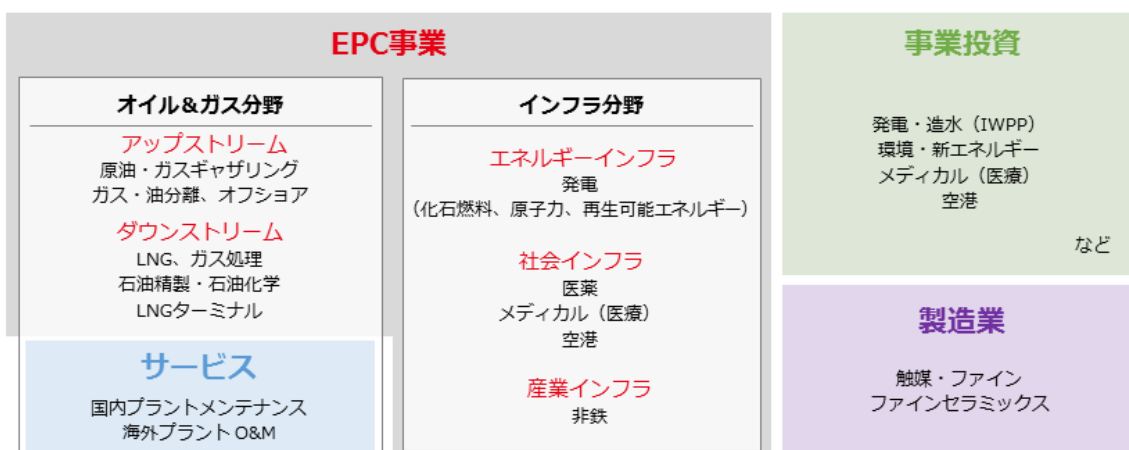 EPC事業
オイル&ガス分野
アップストリーム
原油・ガスギャザリング
ガス・油分離、オフショア
ダウンストリーム
LNG、ガス処理
石油精製・石油化学
LNGターミナル
サービス
国内プラントメンテナンス
海外プラント O&M
インフラ分野
エネルギーインフラ
発電
（化石燃料、原子力、再生可能エネルギー）
社会インフラ
医薬
メディカル（医療）
空港
産業インフラ
非鉄
事業投資
発電・造水（IWPP）
環境・新エネルギー
メディカル（医療）
空港
など
製造業
触媒・ファイン
ファインセラミックス